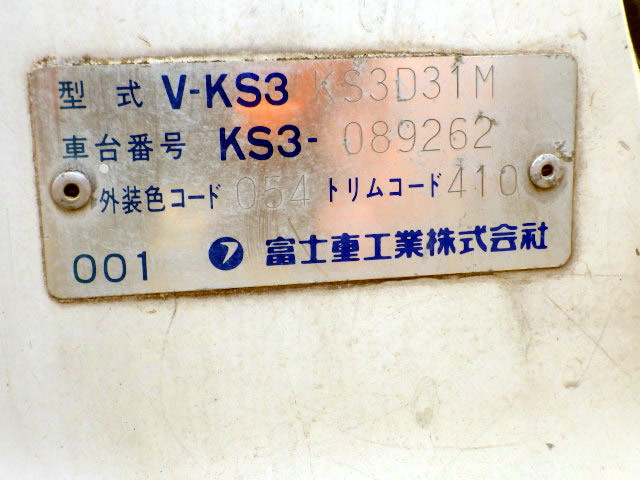 型式 V-KS3 KS3D31M
車台番号 KS3- 089262
外装色コード 054 トリムコード 410
001 フ 富士重工業株式会社